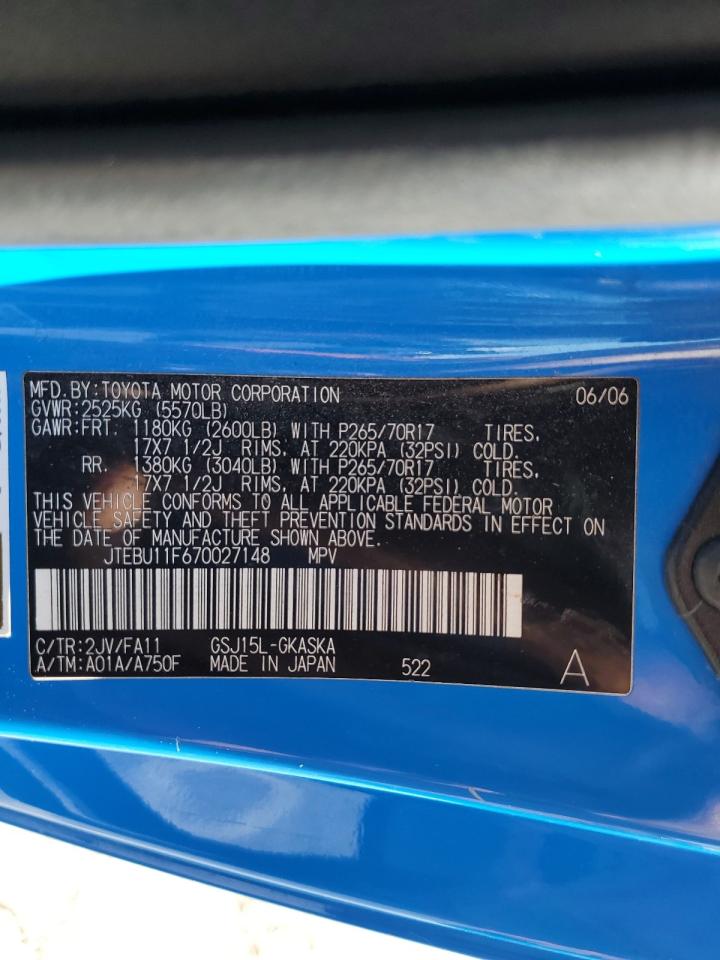 MFD.BY:TOYOTA MOTOR CORPORATION 06/06
GVWR:2525KG (5570LB)
GAWR:FRT. 1180KG (2600LB) WITH P265/70R17 TIRES,
17X7 1/2J RIMS, AT 220KPA (32PSI) COLD.
RR. 1380KG (3040LB) WITH P265/70R17 TIRES,
17X7 1/2J RIMS, AT 220KPA (32PSI) COLD.
THIS VEHICLE CONFORMS TO ALL APPLICABLE FEDERAL MOTOR
VEHICLE SAFETY AND THEFT PREVENTION STANDARDS IN EFFECT ON
THE DATE OF MANUFACTURE SHOWN ABOVE.
JTEBU11F670027148 MPV
C/TR:2JV/FA11 GSJ15L-GKASKA
A/TM:A01A/A750F MADE IN JAPAN 522 A